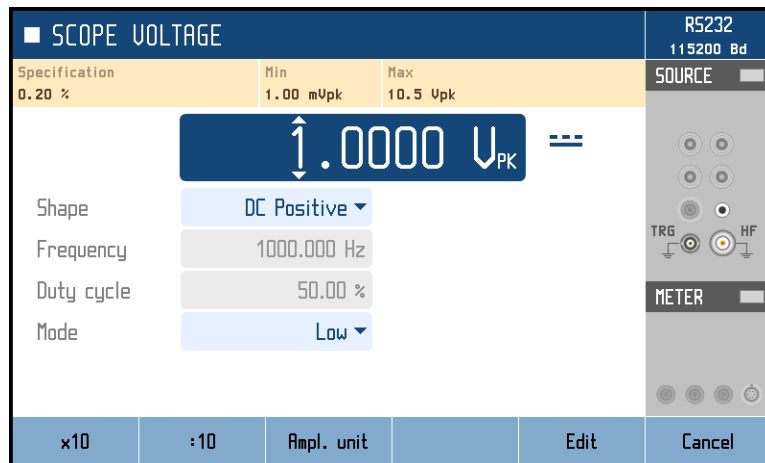 SCOPE VOLTAGE
RS232
115200 Bd
Specification Min Max
0.20 % 1.00 mVpk 10.5 Vpk
SOURCE
1.0000 VPK
Shape DC Positive
Frequency 1000.000 Hz
TRG HF
Duty cycle 50.00 %
METER
Mode Low
x10 :10 Ampl. unit Edit Cancel